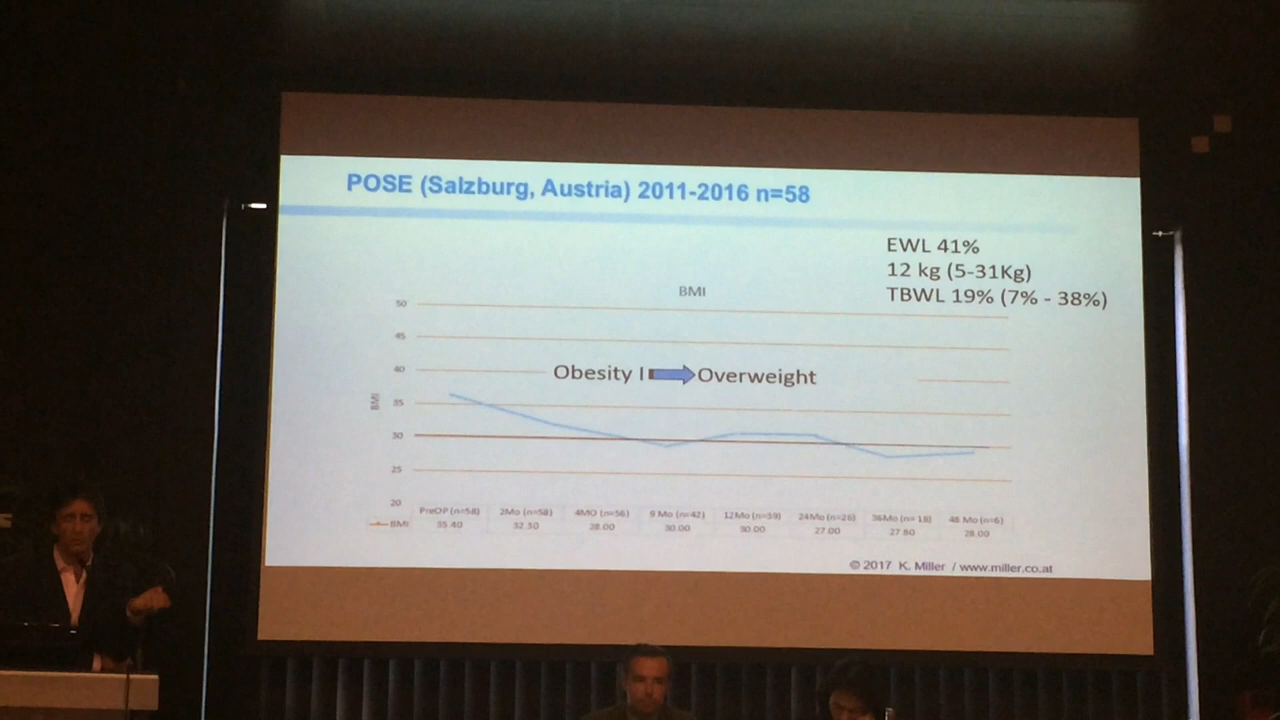 POSE (Salzburg, Austria) 2011-2016 n=58
EWL 41%
12 kg (5-31Kg)
TBWL 19% (7% - 38%)
BMI
50
45
40
Obesity I Overweight
BMI
35
30
25
20
PreOP (n=58) 2Mo (n=58) 4MO (n=56) 9 Mo (n=42) 12Mo (n=39) 24Mo (n=26) 36Mo (n= 18) 48 Mo (n=6)
BMI 35.40 32.50 28.00 30.00 30.00 27.00 27.80 28.00
© 2017 K. Miller / www.miller.co.at